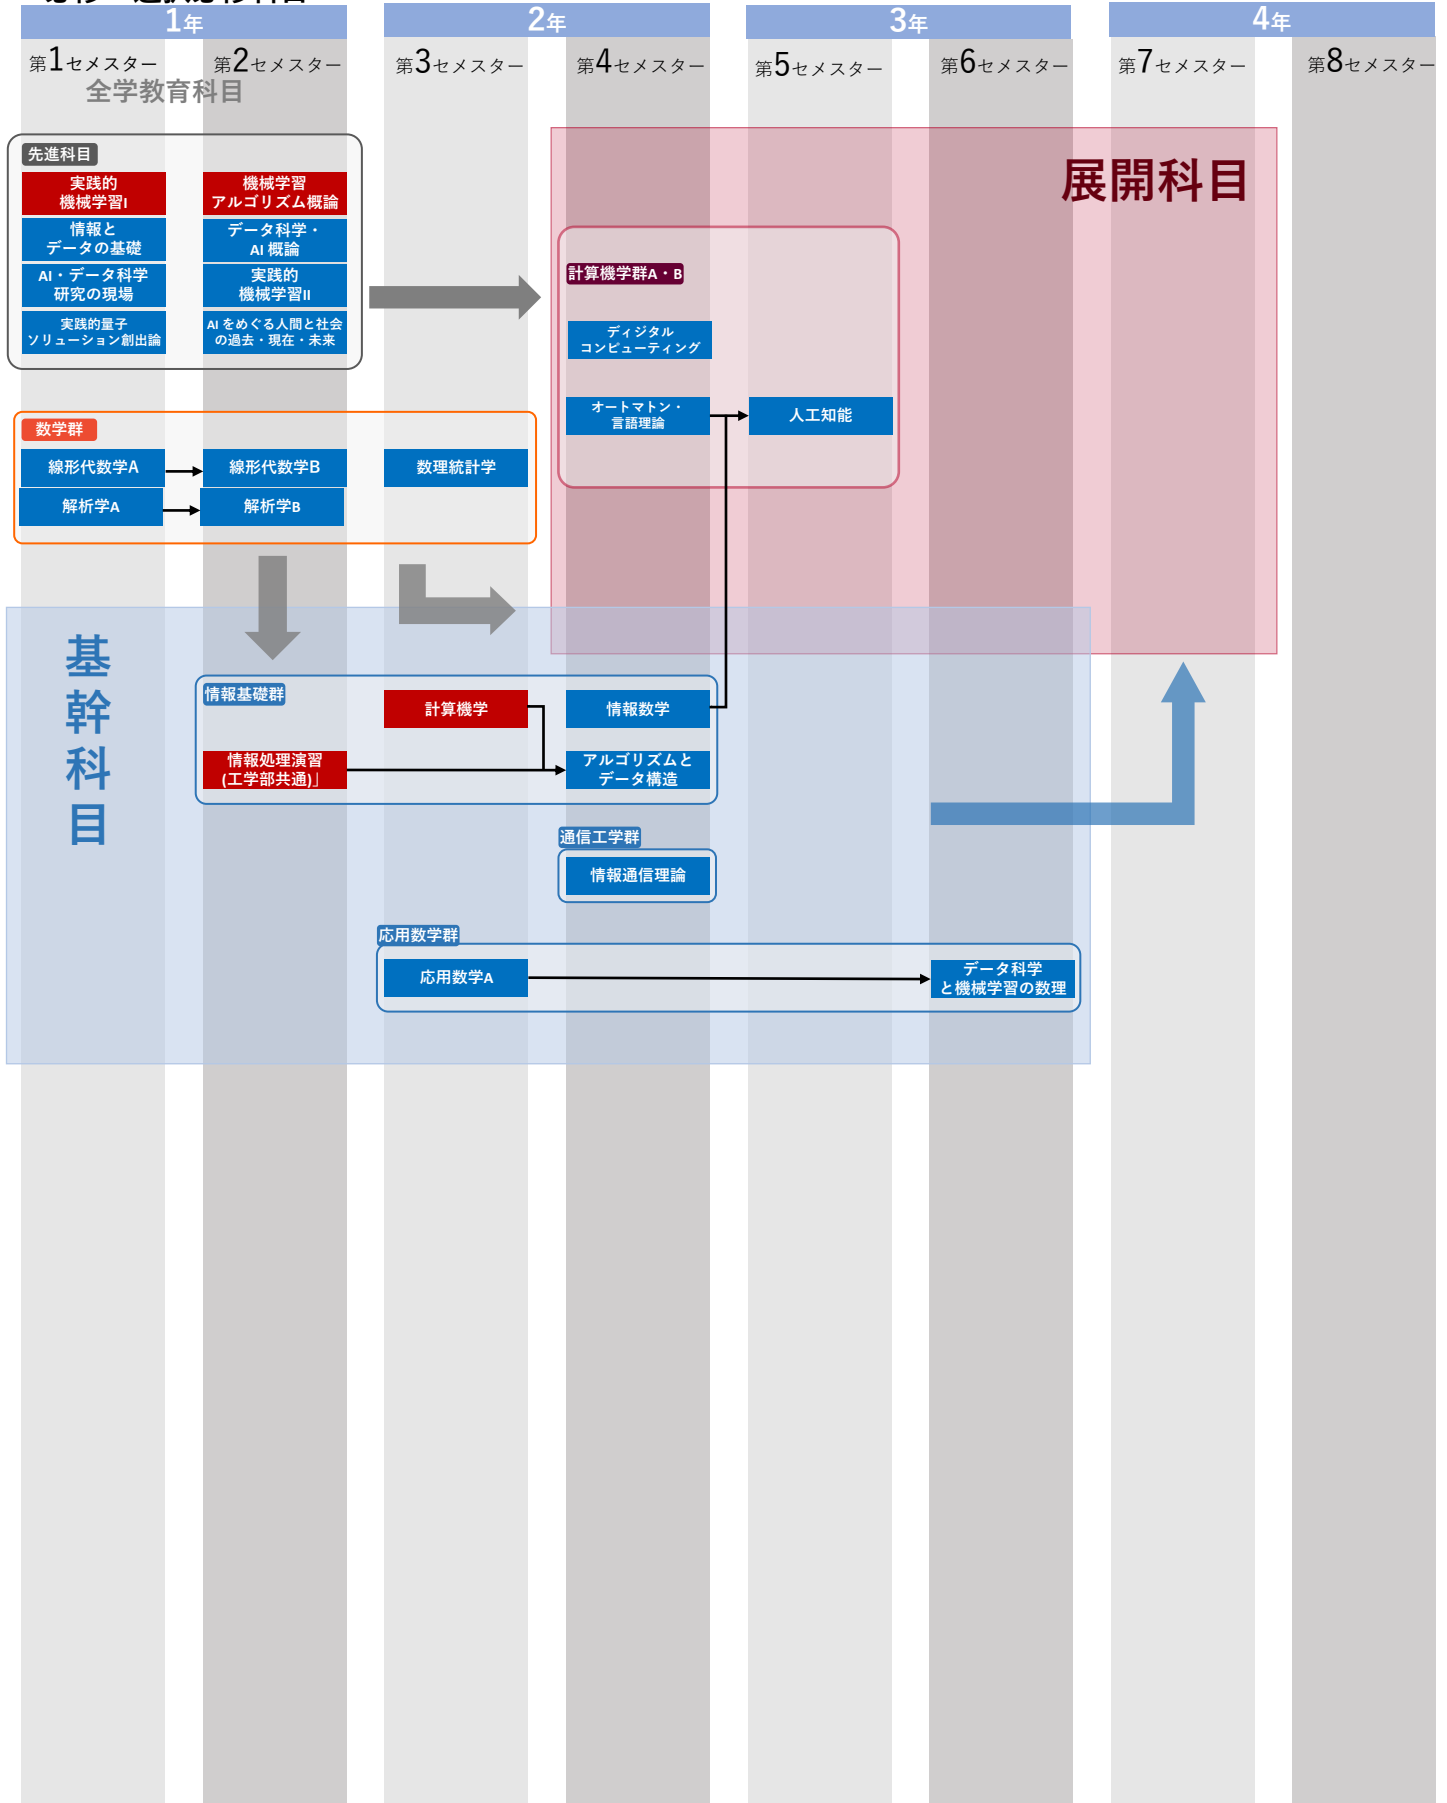 1年
2年
3年
4年
第1セメスター
第2セメスター
第3セメスター
第4セメスター
第5セメスター
第6セメスター
第7セメスター
第8セメスター
全学教育科目
先進科目
実践的
機械学習I
機械学習
アルゴリズム概論
情報と
データの基礎
データ科学・
AI 概論
AI・データ科学
研究の現場
実践的
機械学習II
実践的量子
ソリューション創出論
AI をめぐる人間と社会
の過去・現在・未来
展開科目
計算機学群A・B
ディジタル
コンピューティング
オートマトン・
言語理論
人工知能
数学群
線形代数学A
線形代数学B
数理統計学
解析学A
解析学B
基
幹
科
目
情報基礎群
計算機学
情報数学
情報処理演習
(工学部共通)」
アルゴリズムと
データ構造
通信工学群
情報通信理論
応用数学群
応用数学A
データ科学
と機械学習の数理